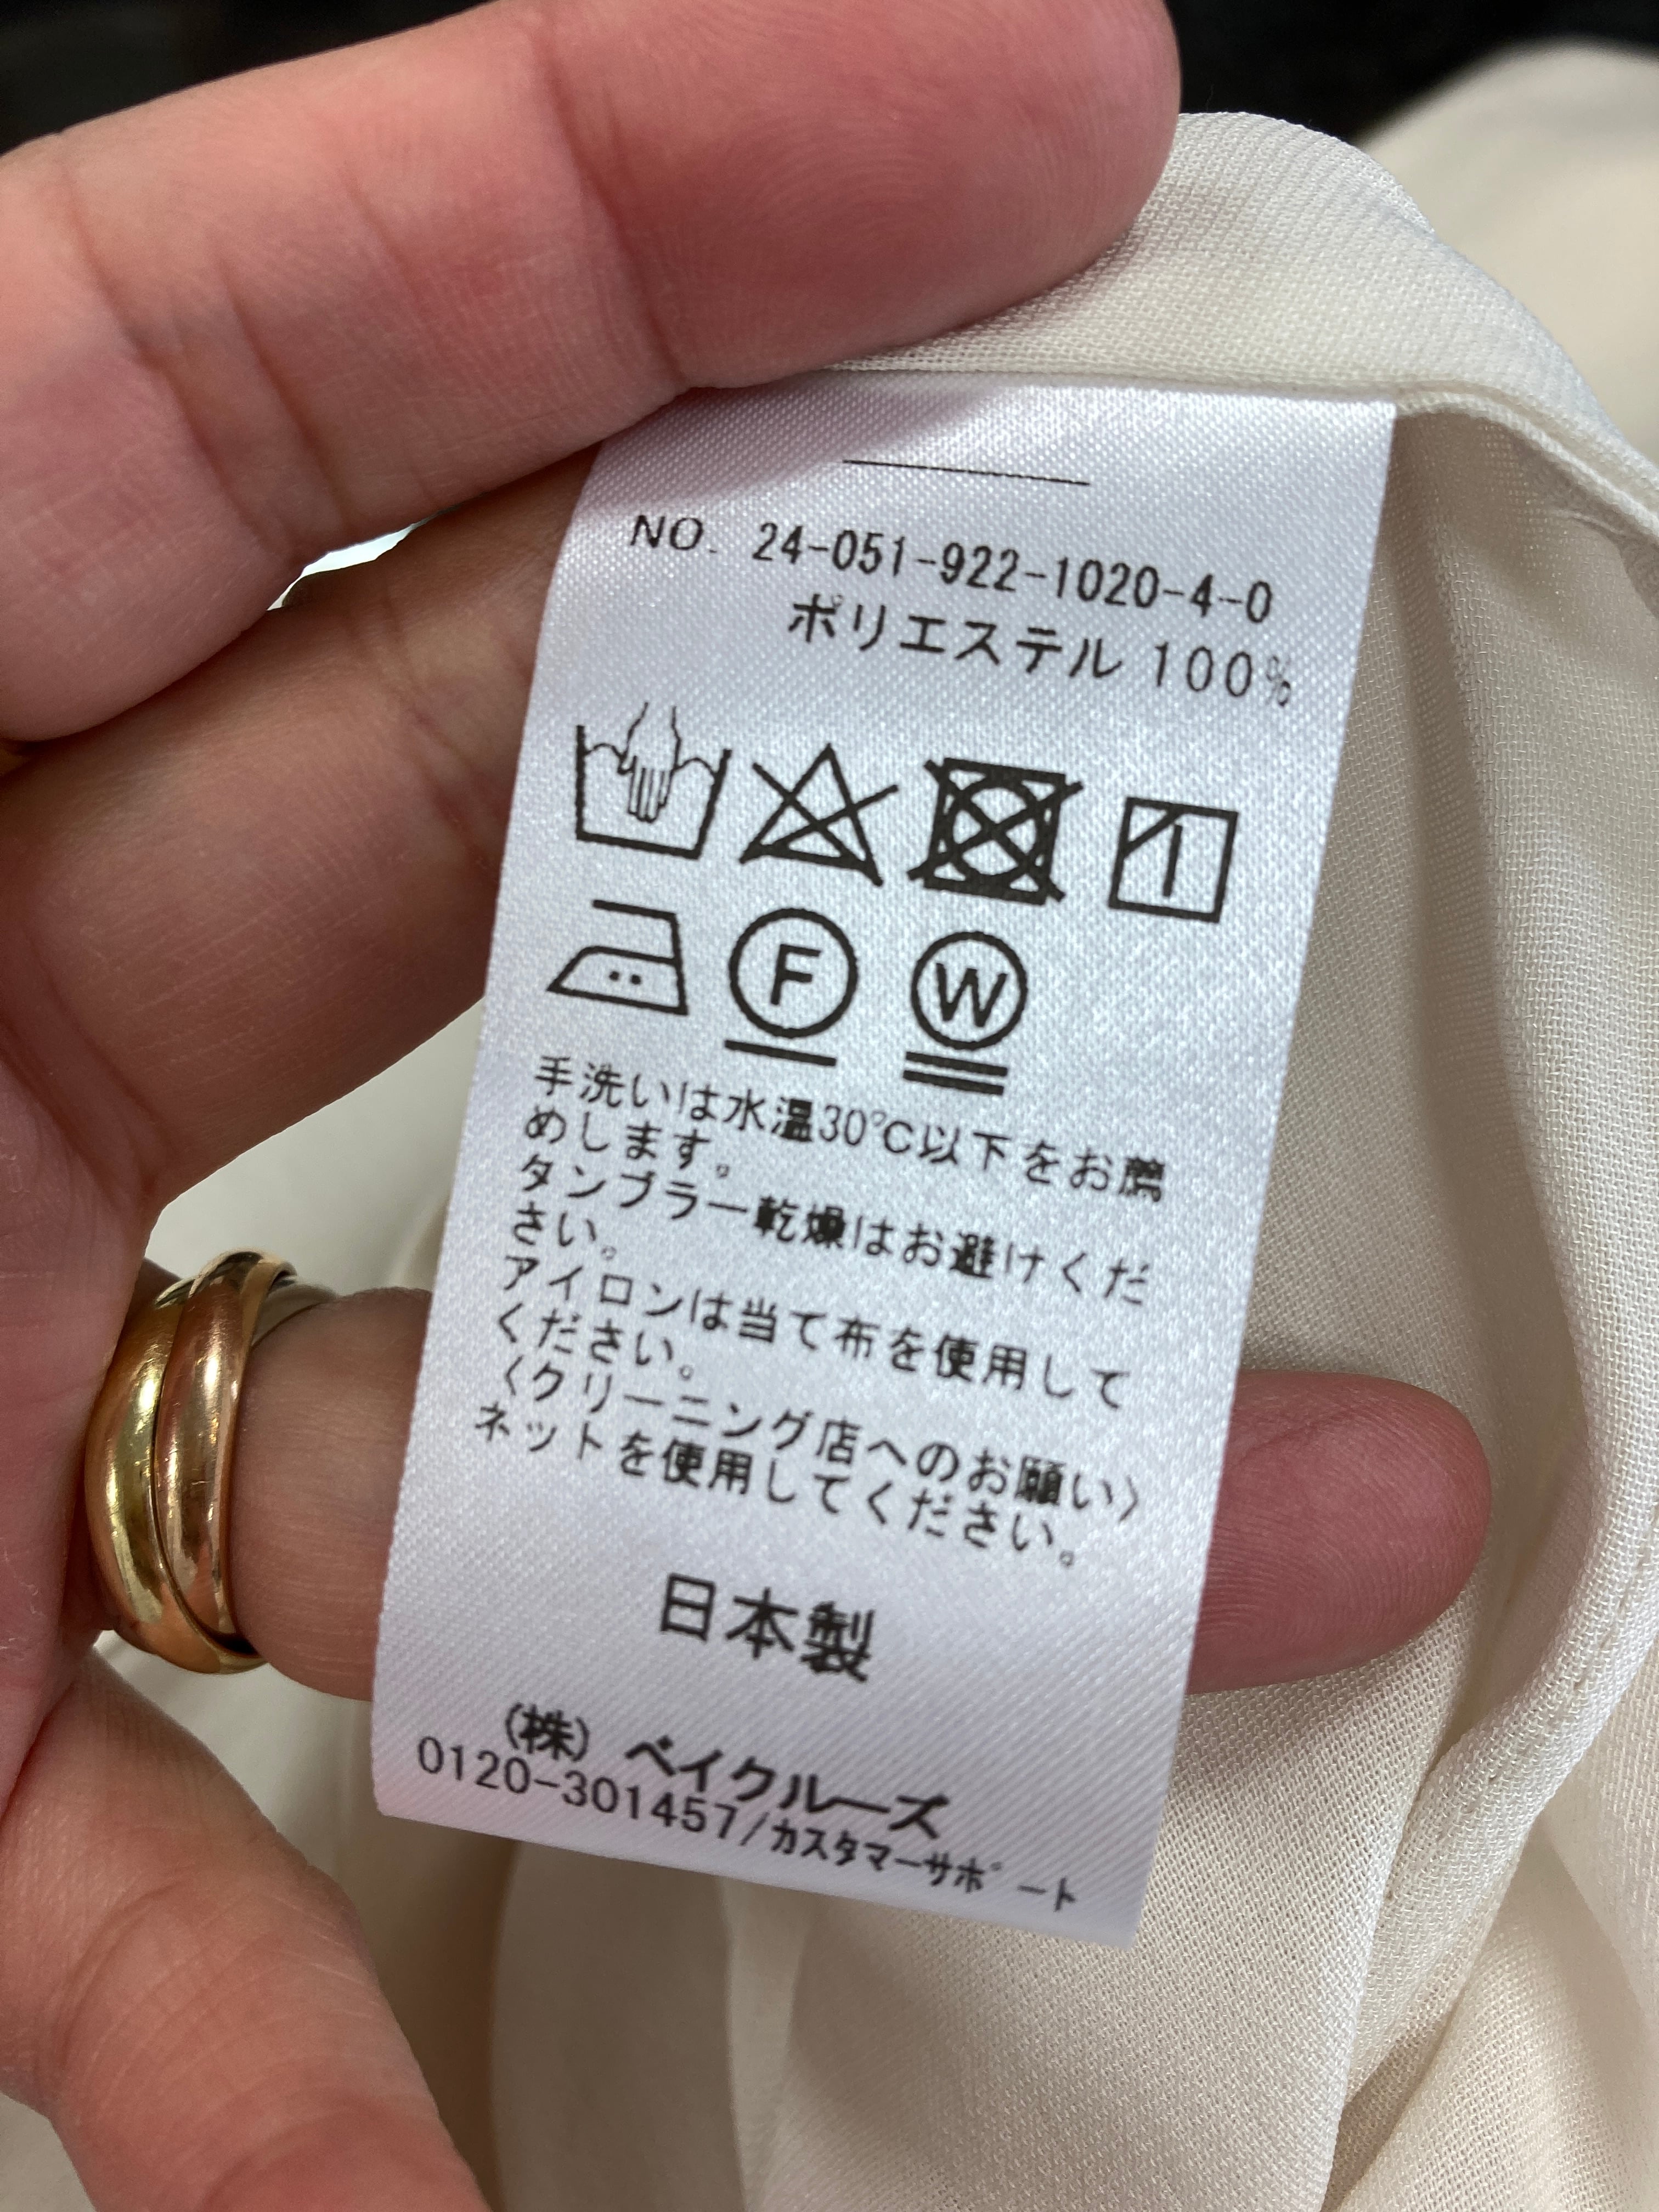 NO. 24-051-922-1020-4-0
ポリエステル100%
F W
手洗いは水温30℃以下をお薦
めします。
タンブラー乾燥はお避けくだ
さい。
アイロンは当て布を使用して
ください。
〈クリーニング店へのお願い〉
ネットを使用してください。
日本製
(株) ベイクルーズ
0120-301457/カスタマーサポート